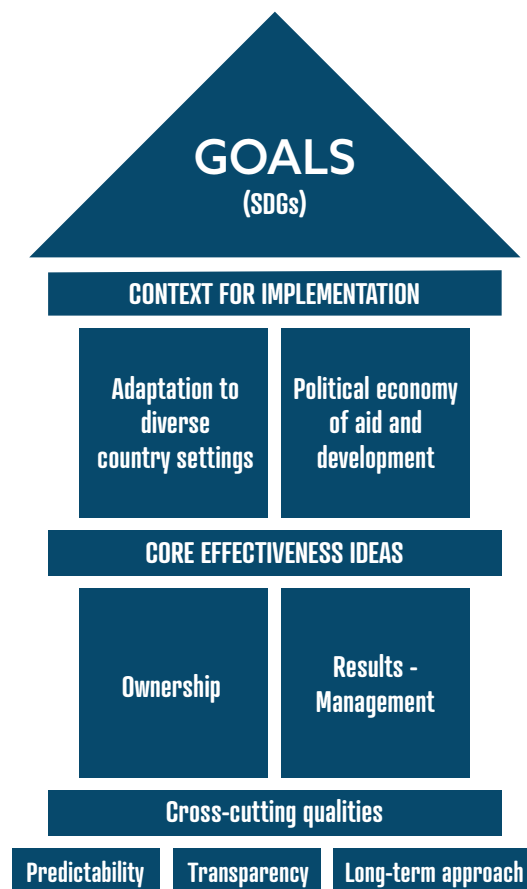 GOALS
(SDGs)
CONTEXT FOR IMPLEMENTATION
Adaptation to
diverse
country settings
Political economy
of aid and
development
CORE EFFECTIVENESS IDEAS
Ownership
Results -
Management
Cross-cutting qualities
Predictability
Transparency
Long-term approach